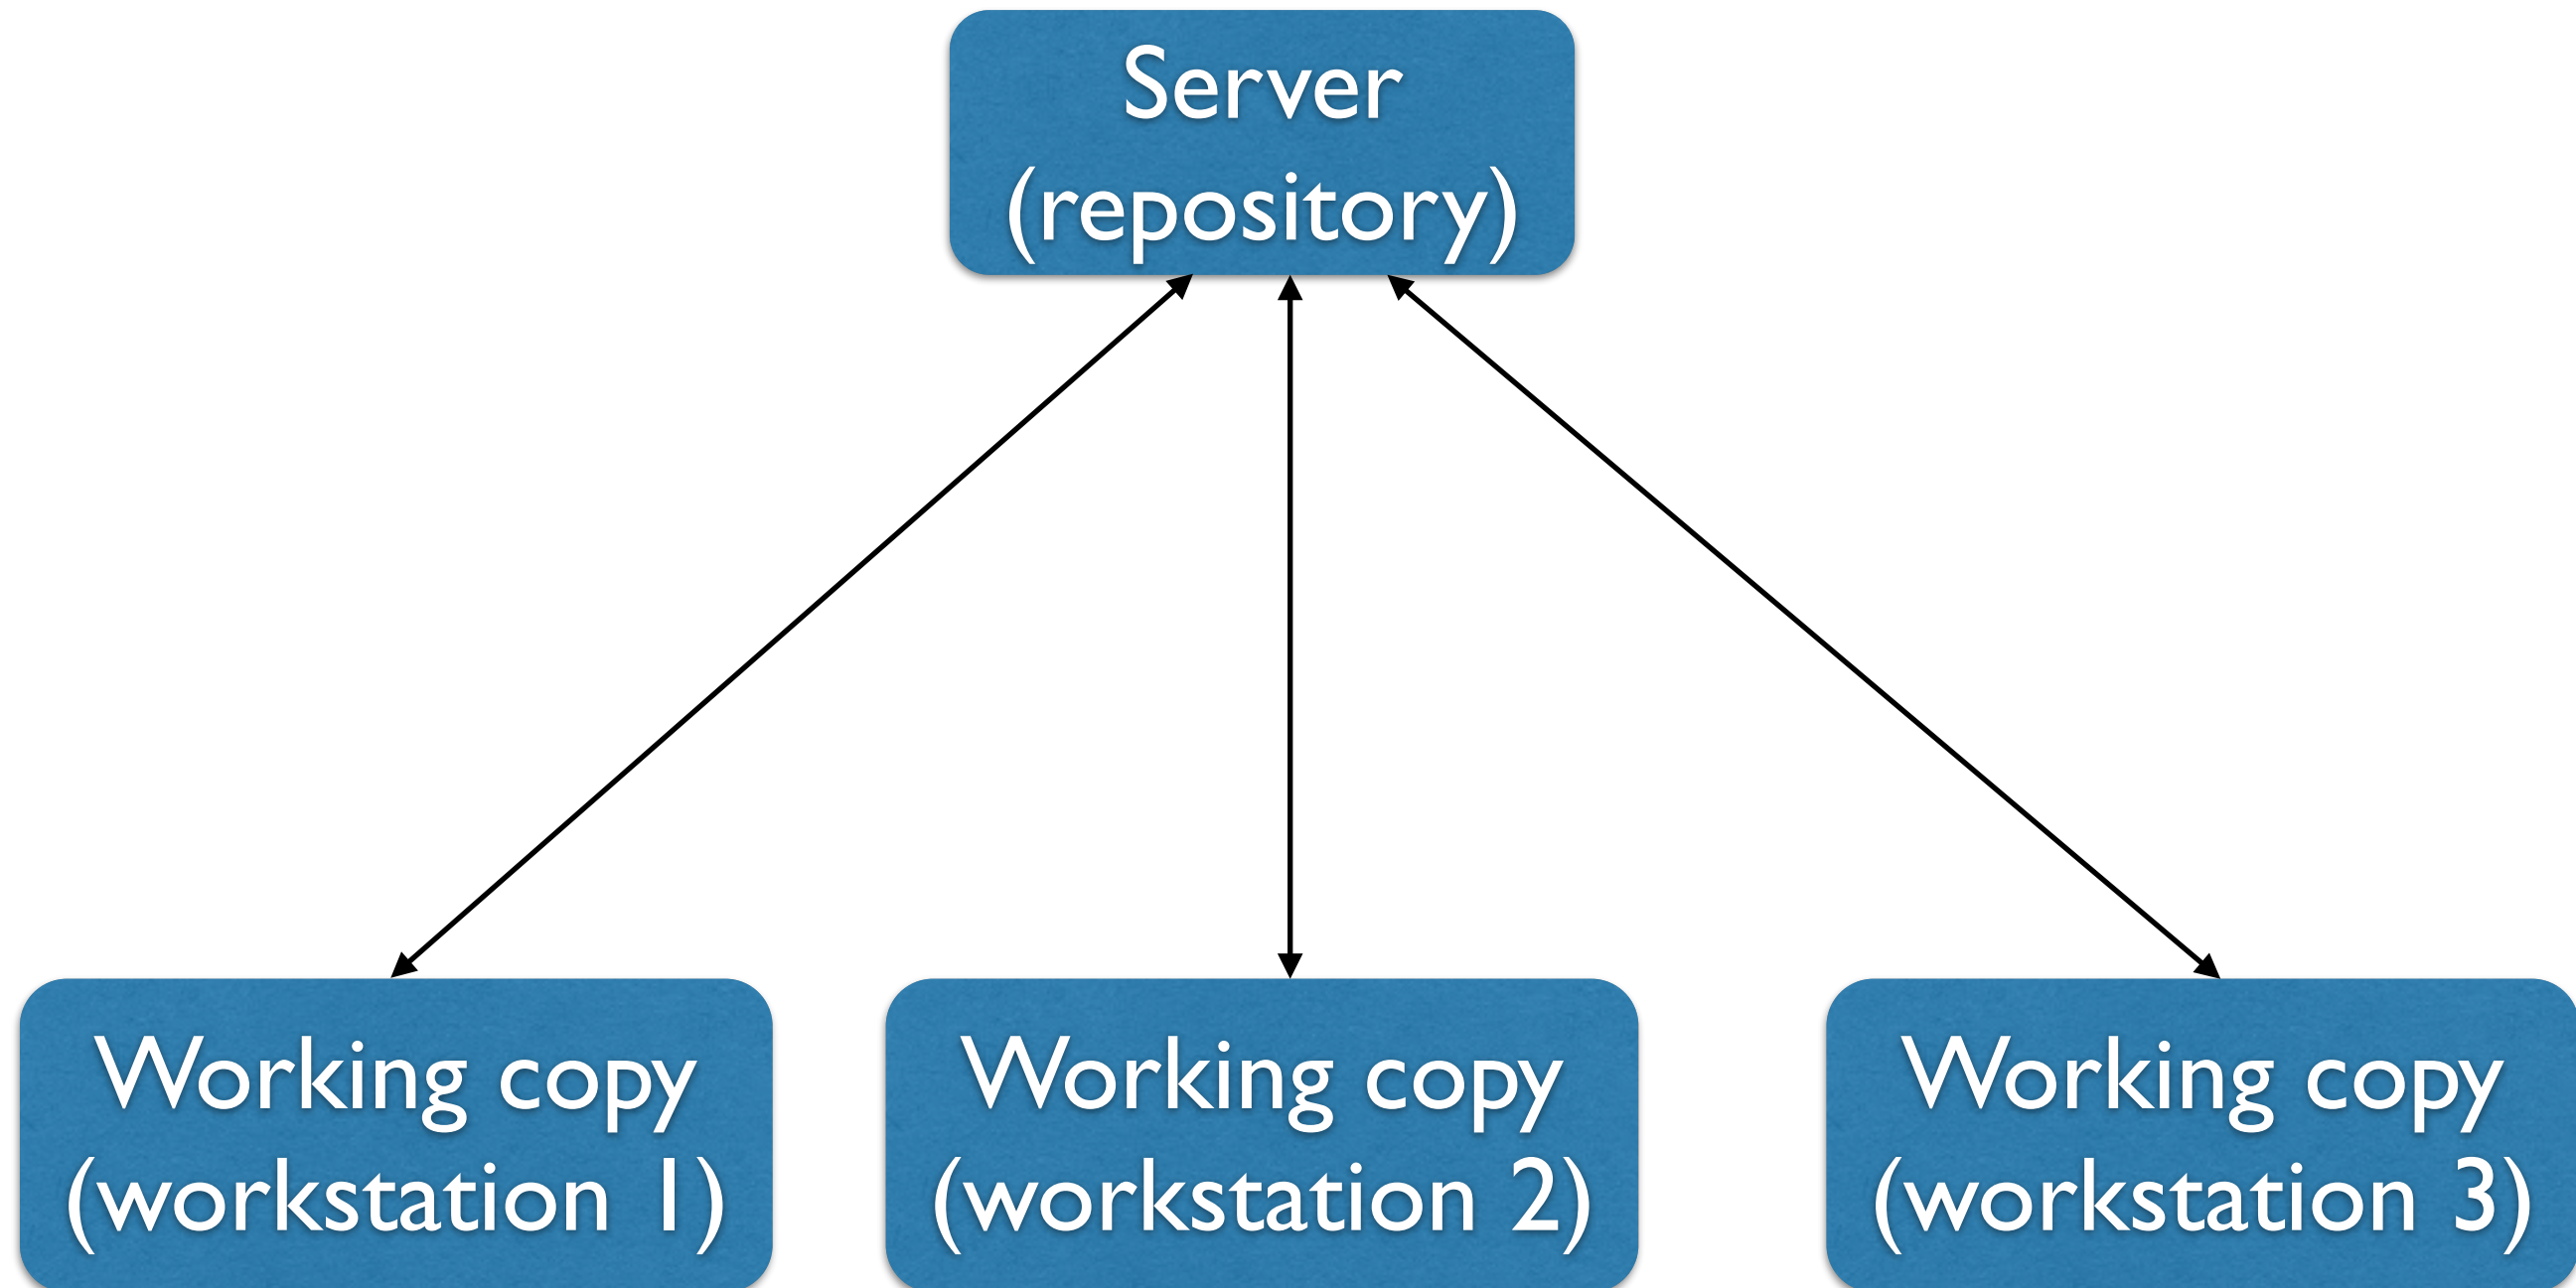 Server
(repository)
Working copy
(workstation 1)
Working copy
(workstation 2)
Working copy
(workstation 3)